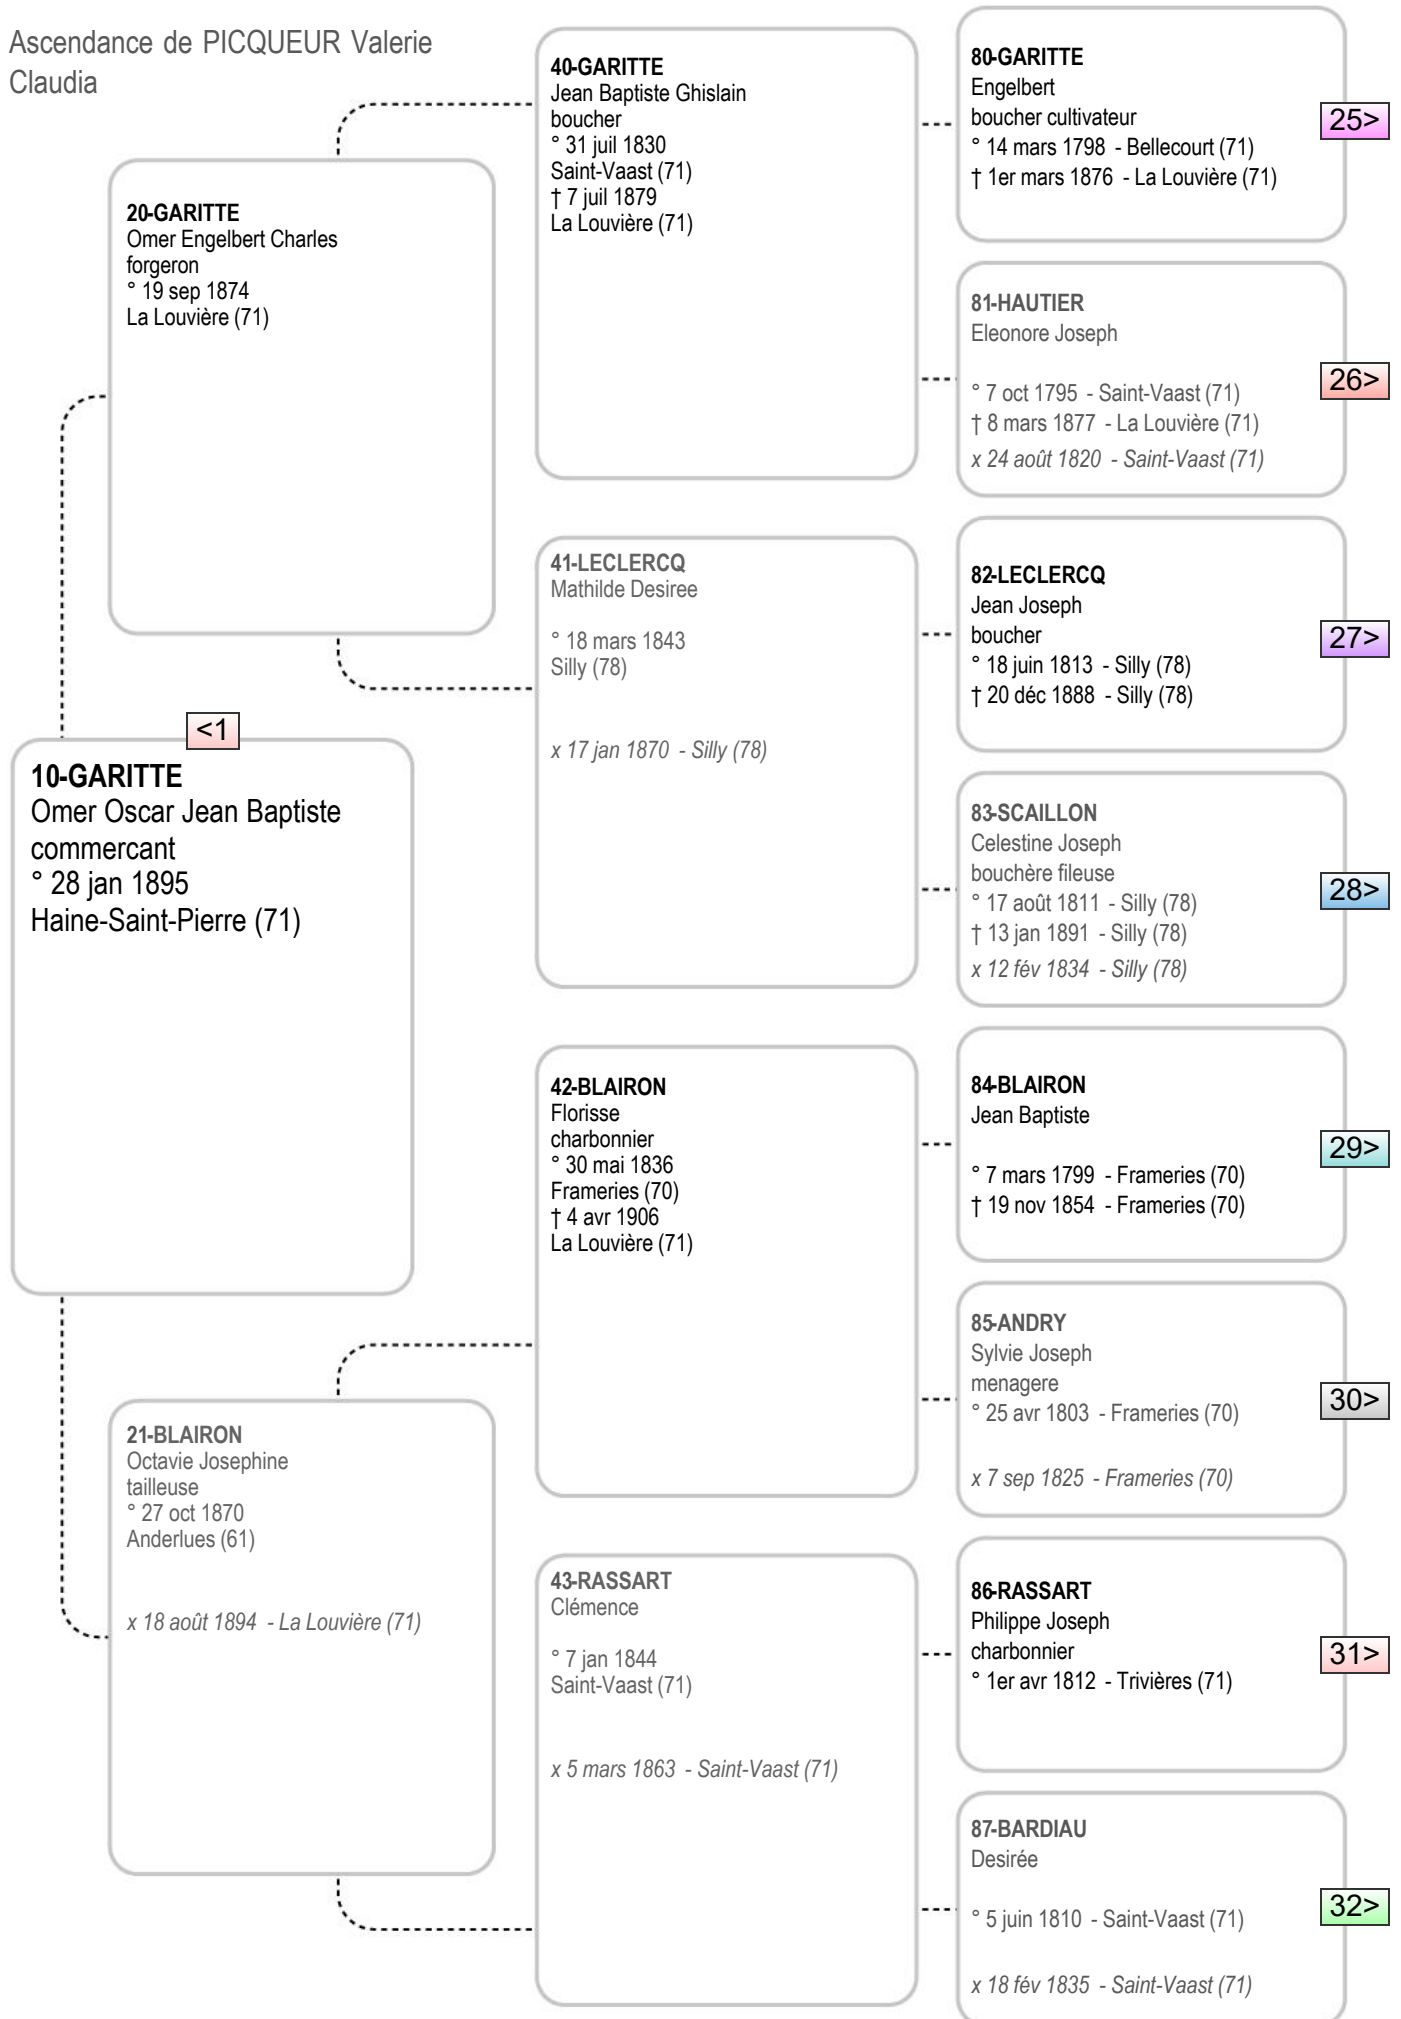 Ascendance de PICQUEUR Valerie
Claudia
<1
10-GARITTE
Omer Oscar Jean Baptiste
commercant
° 28 jan 1895
Haine-Saint-Pierre (71)
20-GARITTE
Omer Engelbert Charles
forgeron
° 19 sep 1874
La Louvière (71)
21-BLAIRON
Octavie Josephine
tailleuse
° 27 oct 1870
Anderlues (61)
x 18 août 1894 - La Louvière (71)
40-GARITTE
Jean Baptiste Ghislain
boucher
° 31 juil 1830
Saint-Vaast (71)
† 7 juil 1879
La Louvière (71)
41-LECLERCQ
Mathilde Desiree
° 18 mars 1843
Silly (78)
x 17 jan 1870 - Silly (78)
42-BLAIRON
Florisse
charbonnier
° 30 mai 1836
Frameries (70)
† 4 avr 1906
La Louvière (71)
43-RASSART
Clémence
° 7 jan 1844
Saint-Vaast (71)
x 5 mars 1863 - Saint-Vaast (71)
80-GARITTE
Engelbert
boucher cultivateur
° 14 mars 1798 - Bellecourt (71)
† 1er mars 1876 - La Louvière (71)
25>
81-HAUTIER
Eleonore Joseph
° 7 oct 1795 - Saint-Vaast (71)
† 8 mars 1877 - La Louvière (71)
x 24 août 1820 - Saint-Vaast (71)
26>
82-LECLERCQ
Jean Joseph
boucher
° 18 juin 1813 - Silly (78)
† 20 déc 1888 - Silly (78)
27>
83-SCAILLON
Celestine Joseph
bouchère fileuse
° 17 août 1811 - Silly (78)
† 13 jan 1891 - Silly (78)
x 12 fév 1834 - Silly (78)
28>
84-BLAIRON
Jean Baptiste
° 7 mars 1799 - Frameries (70)
† 19 nov 1854 - Frameries (70)
29>
85-ANDRY
Sylvie Joseph
menagere
° 25 avr 1803 - Frameries (70)
x 7 sep 1825 - Frameries (70)
30>
86-RASSART
Philippe Joseph
charbonnier
° 1er avr 1812 - Trivières (71)
31>
87-BARDIAU
Desirée
° 5 juin 1810 - Saint-Vaast (71)
x 18 fév 1835 - Saint-Vaast (71)
32>